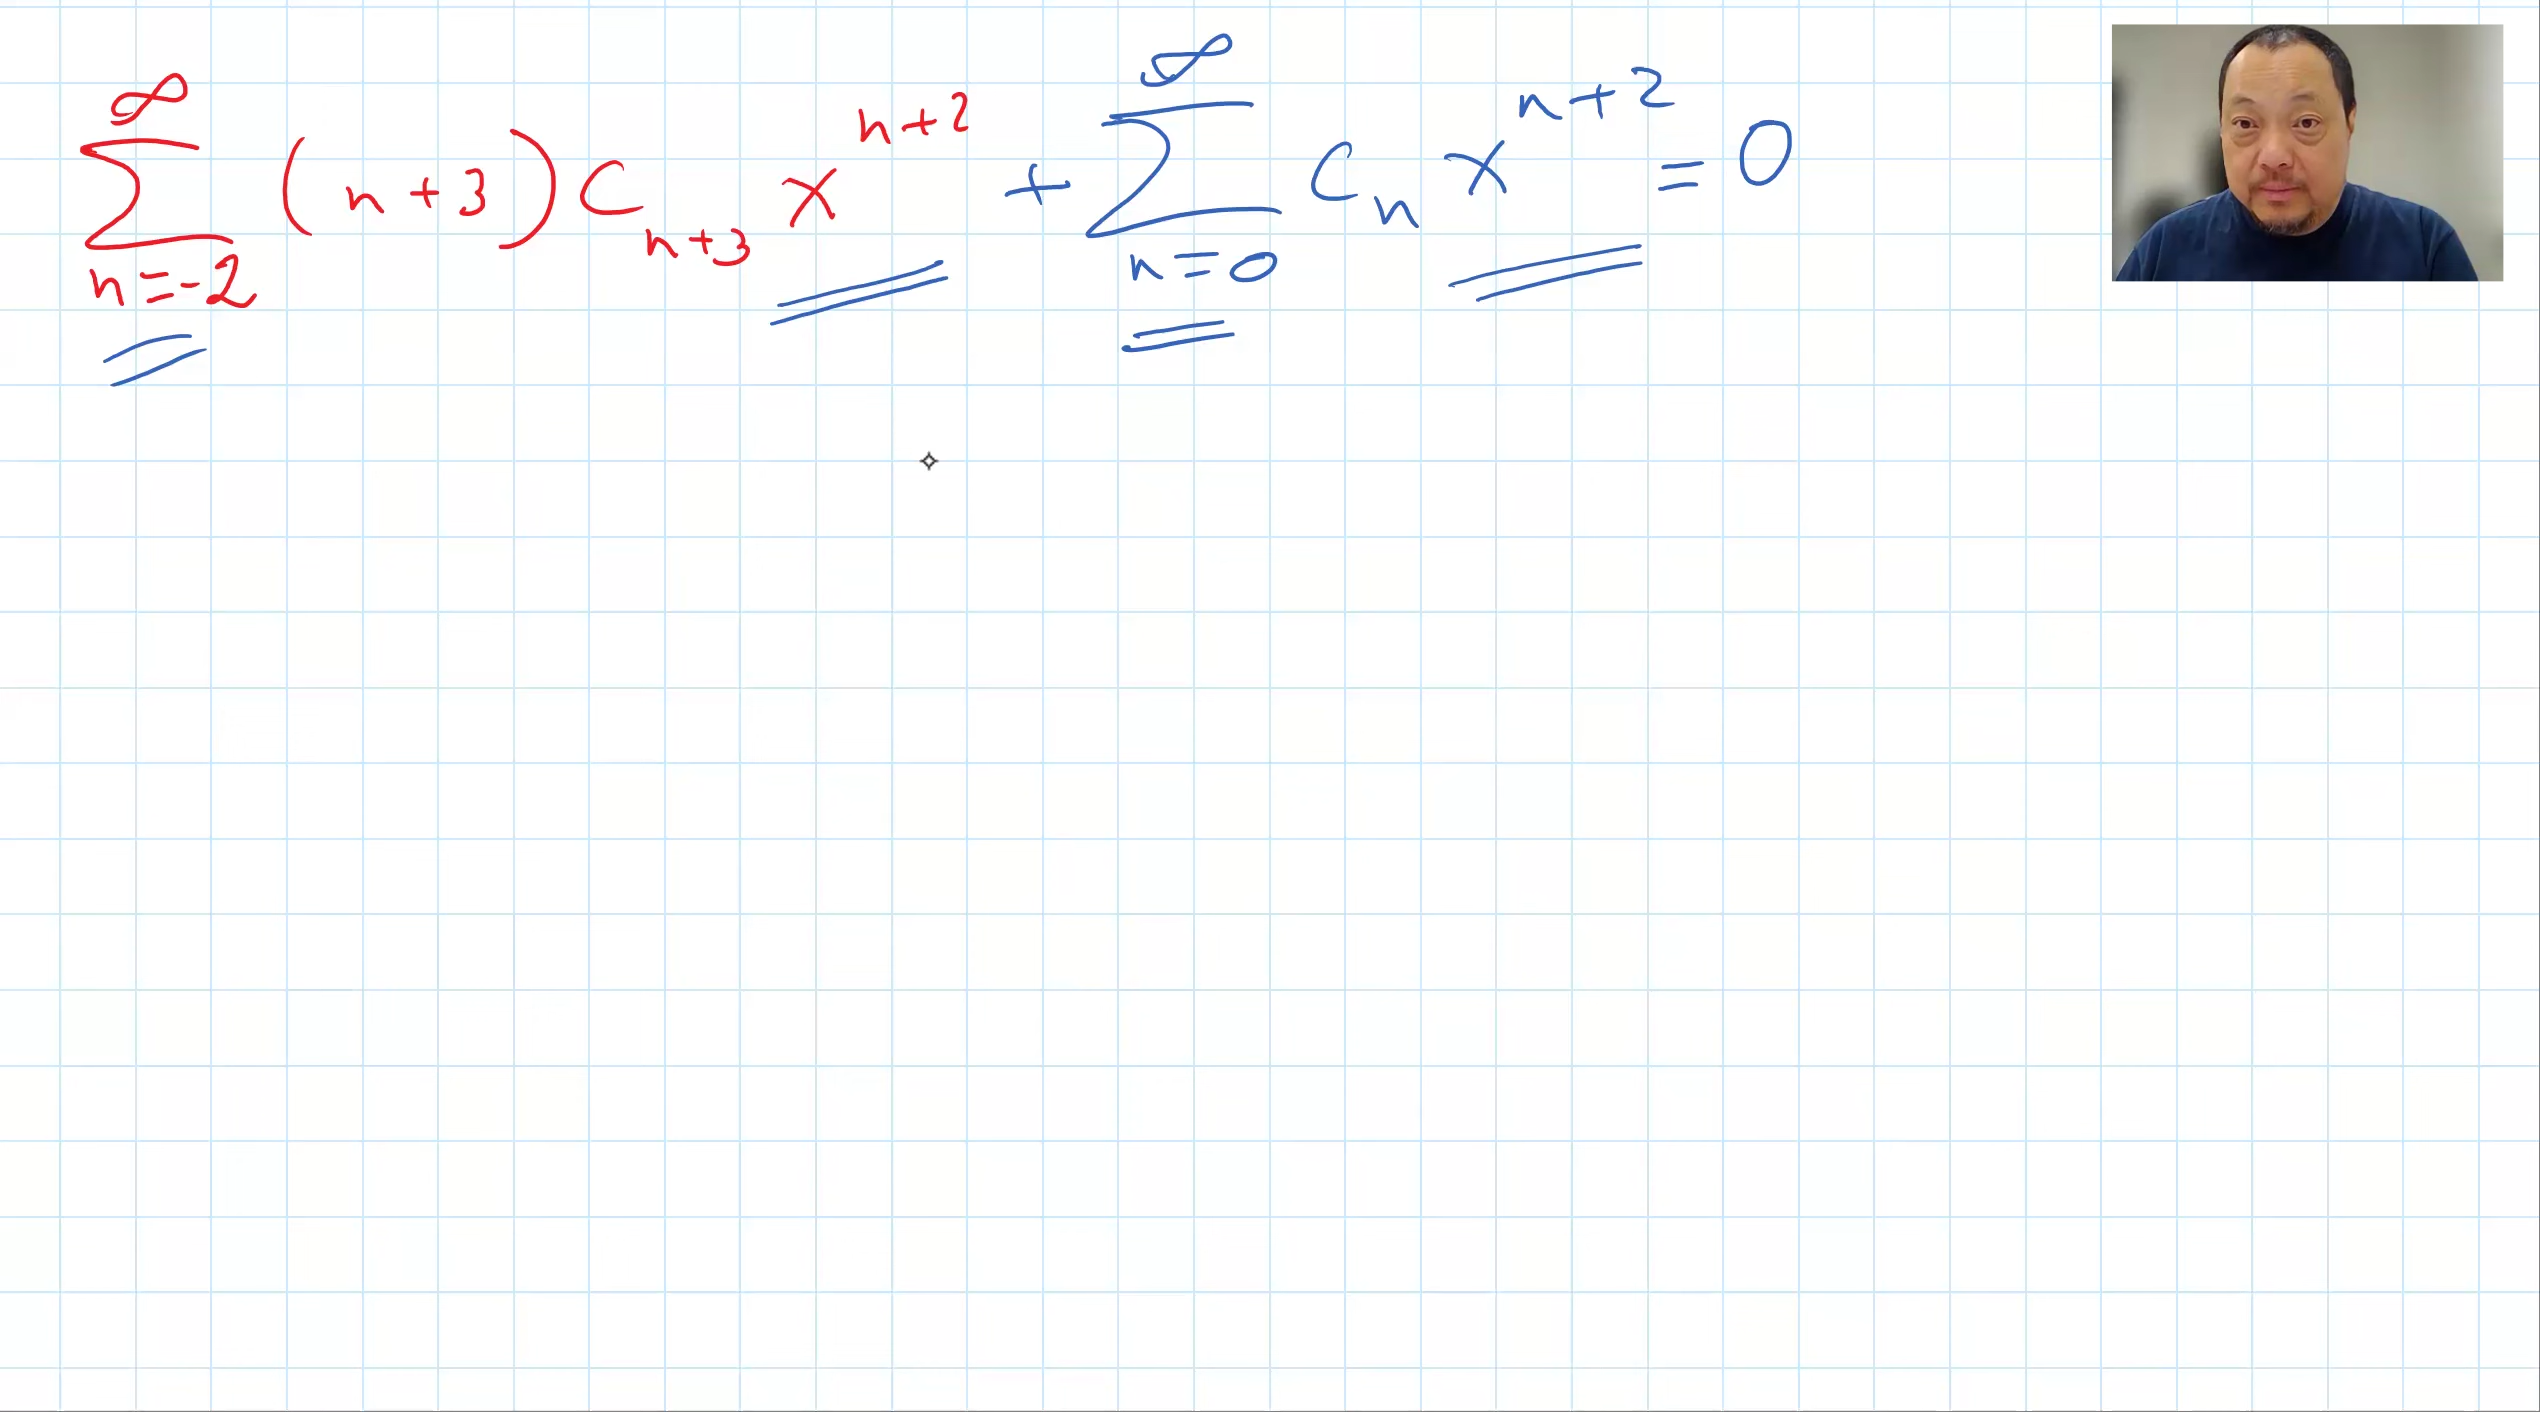 ∞ ∑ n=-2 (n+3) C_{n+3} x^{n+2} + ∞ ∑ n=0 C_n x^{n+2} = 0